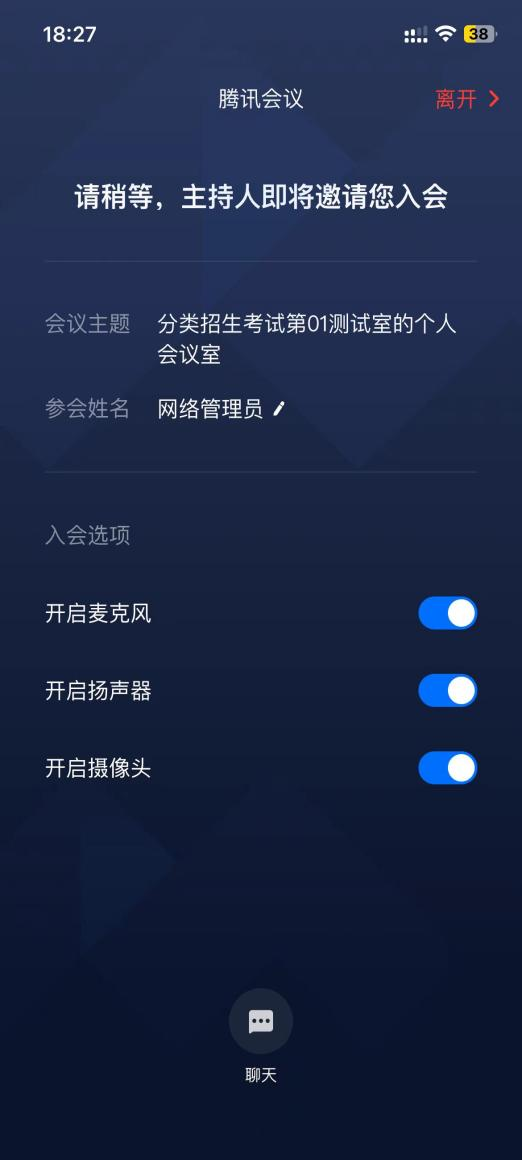 18:27
38
腾讯会议
离开
请稍等，主持人即将邀请您入会
会议主题
分类招生考试第01测试室的个人
会议室
参会姓名
网络管理员
入会选项
开启麦克风
开启扬声器
开启摄像头
聊天